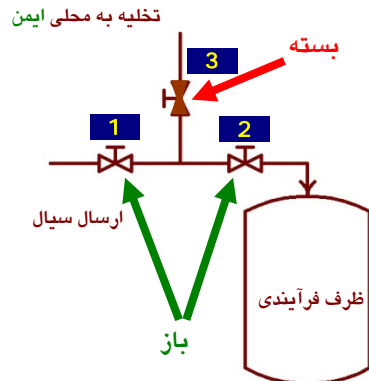 تخلیه به محلی ایمن
بسته
3
1
2
ارسال سیال
ظرف فرآیندی
باز